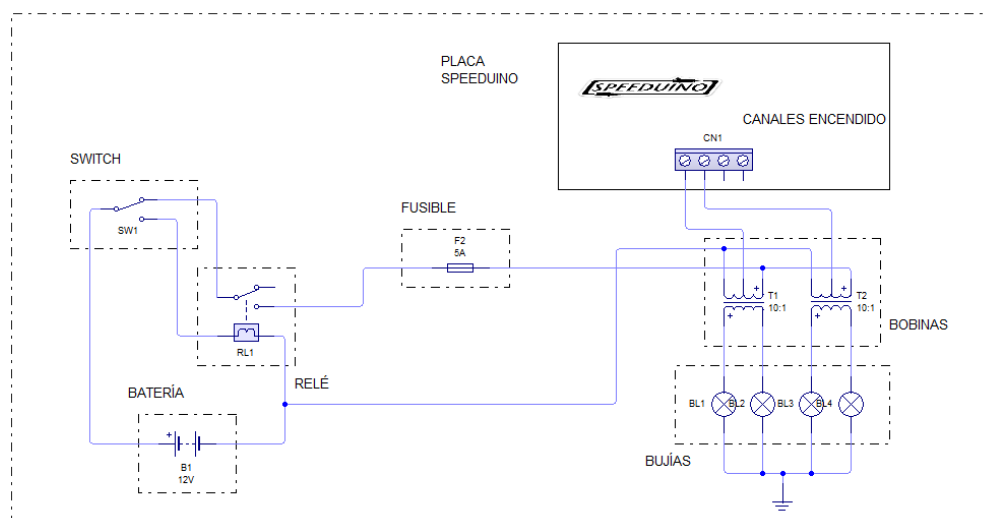 PLACA
SPEEDUINO
SPEEDUINO
CANALES ENCENDIDO
CN1
SWITCH
SW1
FUSIBLE
F2
5A
RL1
RELÉ
T1
10:1
T2
10:1
BOBINAS
BATERÍA
B1
12V
BL1
BL2
BL3
BL4
BUJÍAS